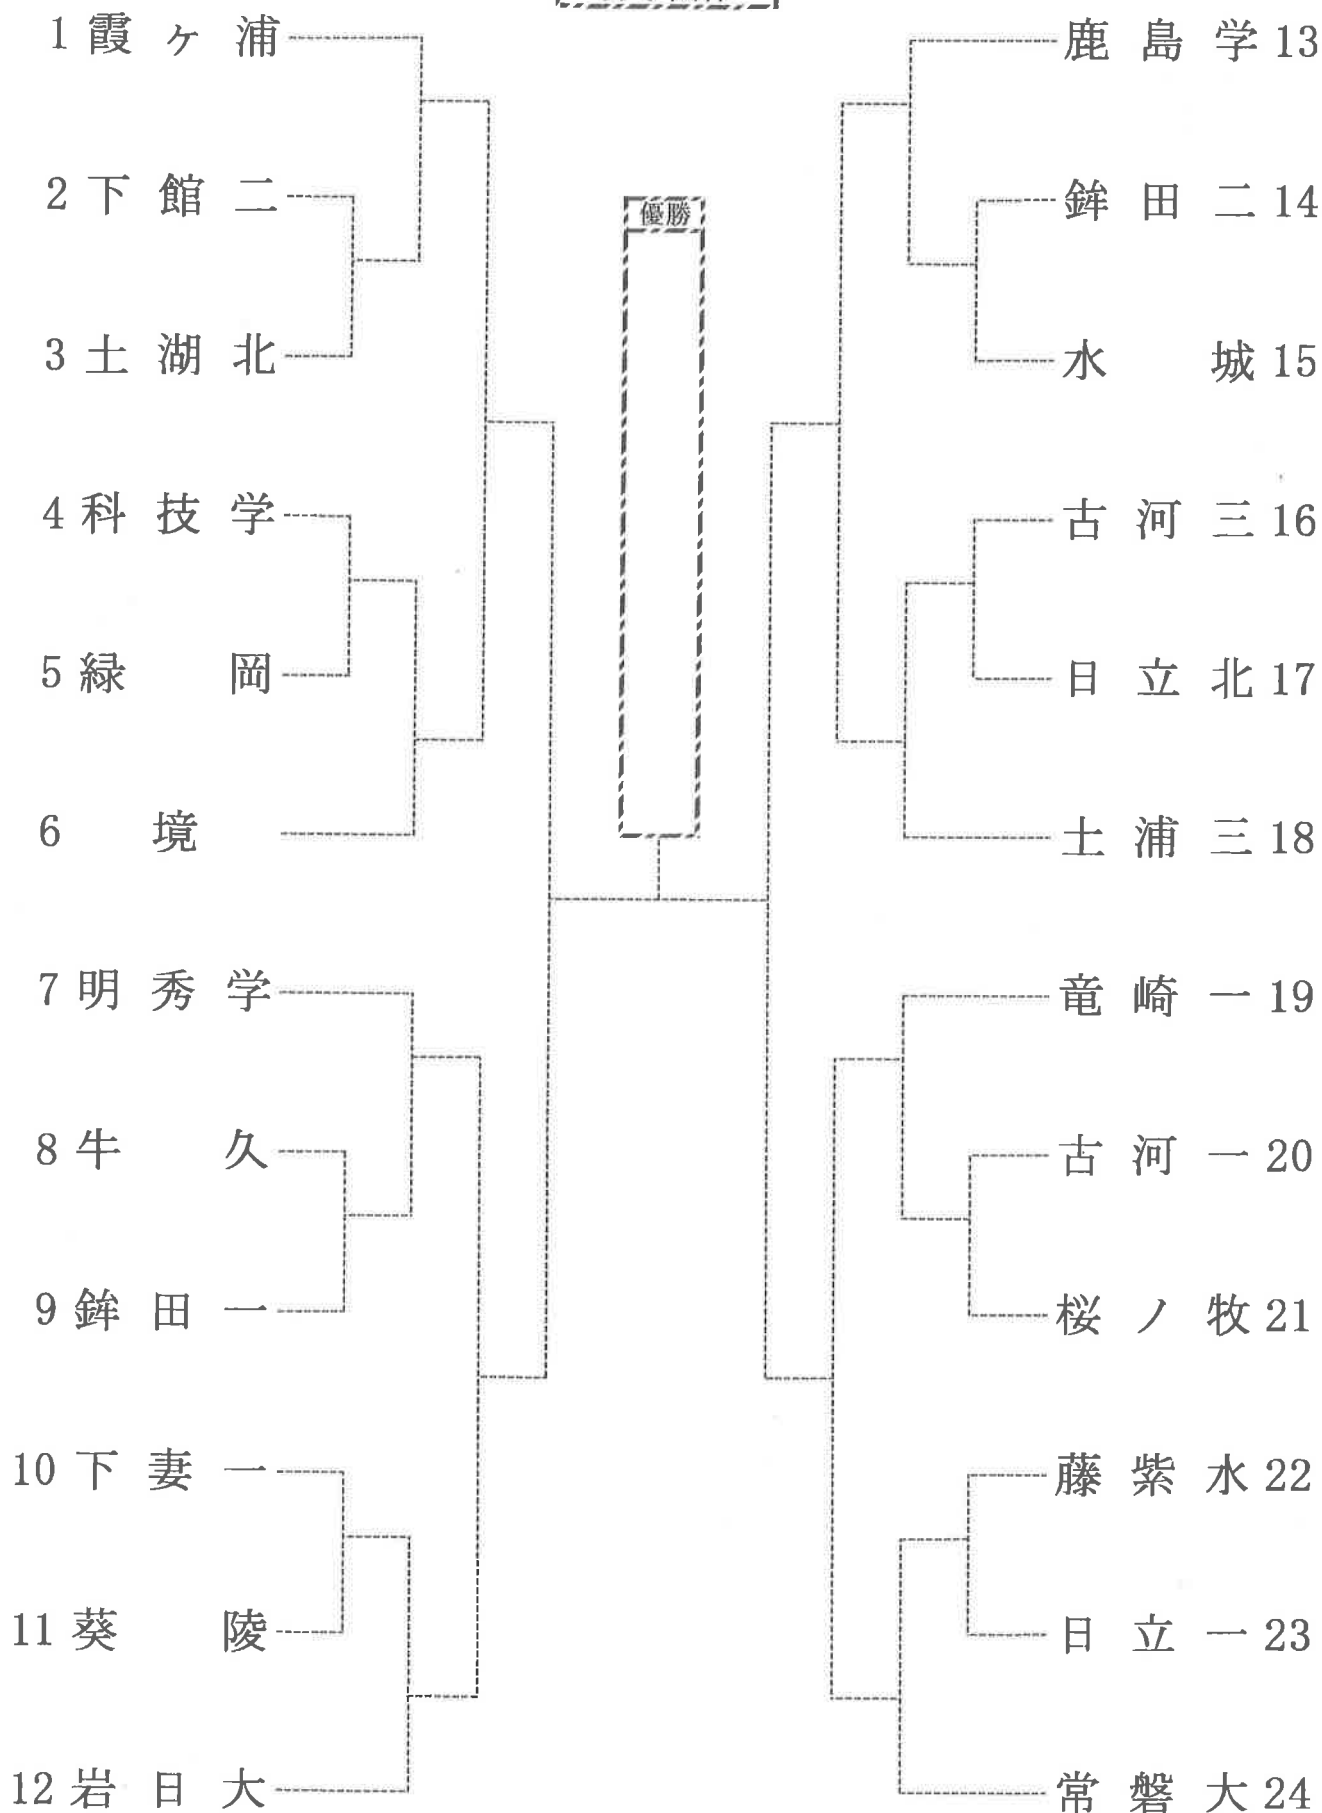 1 霞ヶ浦
2 下館二
3 土湖北
4 科技学
5 緑岡
6 境
7 明秀学
8 牛久
9 鉾田一
10 下妻一
11 葵陵
12 岩日大
優勝
鹿島学 13
鉾田二 14
水城 15
古河三 16
日立北 17
土浦三 18
竜崎一 19
古河一 20
桜ノ牧 21
藤紫水 22
日立一 23
常磐大 24